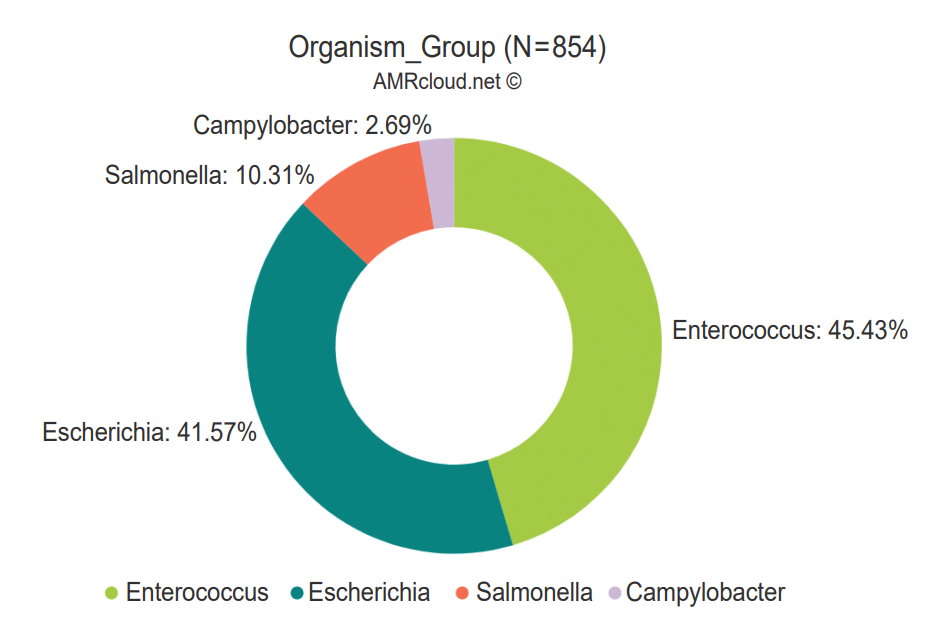 Organism_Group (N=854)
AMRcloud.net ©
Campylobacter: 2.69%
Salmonella: 10.31%
Enterococcus: 45.43%
Escherichia: 41.57%
Enterococcus Escherichia Salmonella Campylobacter